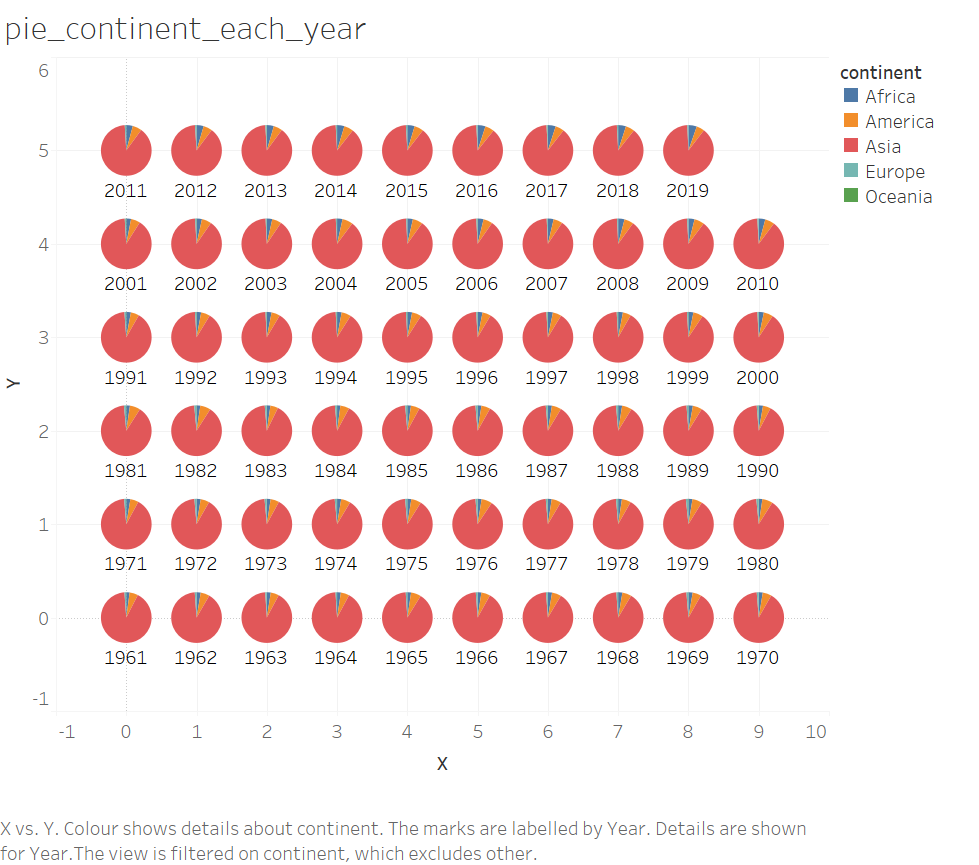 pie_continent_each_year
continent
Africa
America
Asia
Europe
Oceania
6
5
2011 2012 2013 2014 2015 2016 2017 2018 2019
4
2001 2002 2003 2004 2005 2006 2007 2008 2009 2010
3
1991 1992 1993 1994 1995 1996 1997 1998 1999 2000
Y
2
1981 1982 1983 1984 1985 1986 1987 1988 1989 1990
1
1971 1972 1973 1974 1975 1976 1977 1978 1979 1980
0
1961 1962 1963 1964 1965 1966 1967 1968 1969 1970
-1
-1 0 1 2 3 4 5 6 7 8 9 10
X
X vs. Y. Colour shows details about continent. The marks are labelled by Year. Details are shown
for Year.The view is filtered on continent, which excludes other.